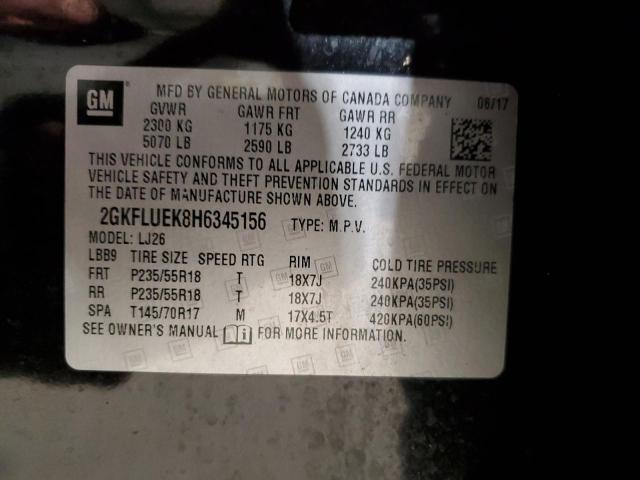 GM
MFD BY GENERAL MOTORS OF CANADA COMPANY 06/17
GVWR GAWR FRT GAWR RR
2300 KG 1175 KG 1240 KG
5070 LB 2590 LB 2733 LB
THIS VEHICLE CONFORMS TO ALL APPLICABLE U.S. FEDERAL MOTOR
VEHICLE SAFETY AND THEFT PREVENTION STANDARDS IN EFFECT ON
THE DATE OF MANUFACTURE SHOWN ABOVE.
2GKFLUEK8H6345156 TYPE: M.P.V.
MODEL: LJ26
LBB9 TIRE SIZE SPEED RTG RIM COLD TIRE PRESSURE
FRT P235/55R18 T 18X7J 240KPA(35PSI)
RR P235/55R18 T 18X7J 240KPA(35PSI)
SPA T145/70R17 M 17X4.5T 420KPA(60PSI)
SEE OWNER'S MANUAL FOR MORE INFORMATION.